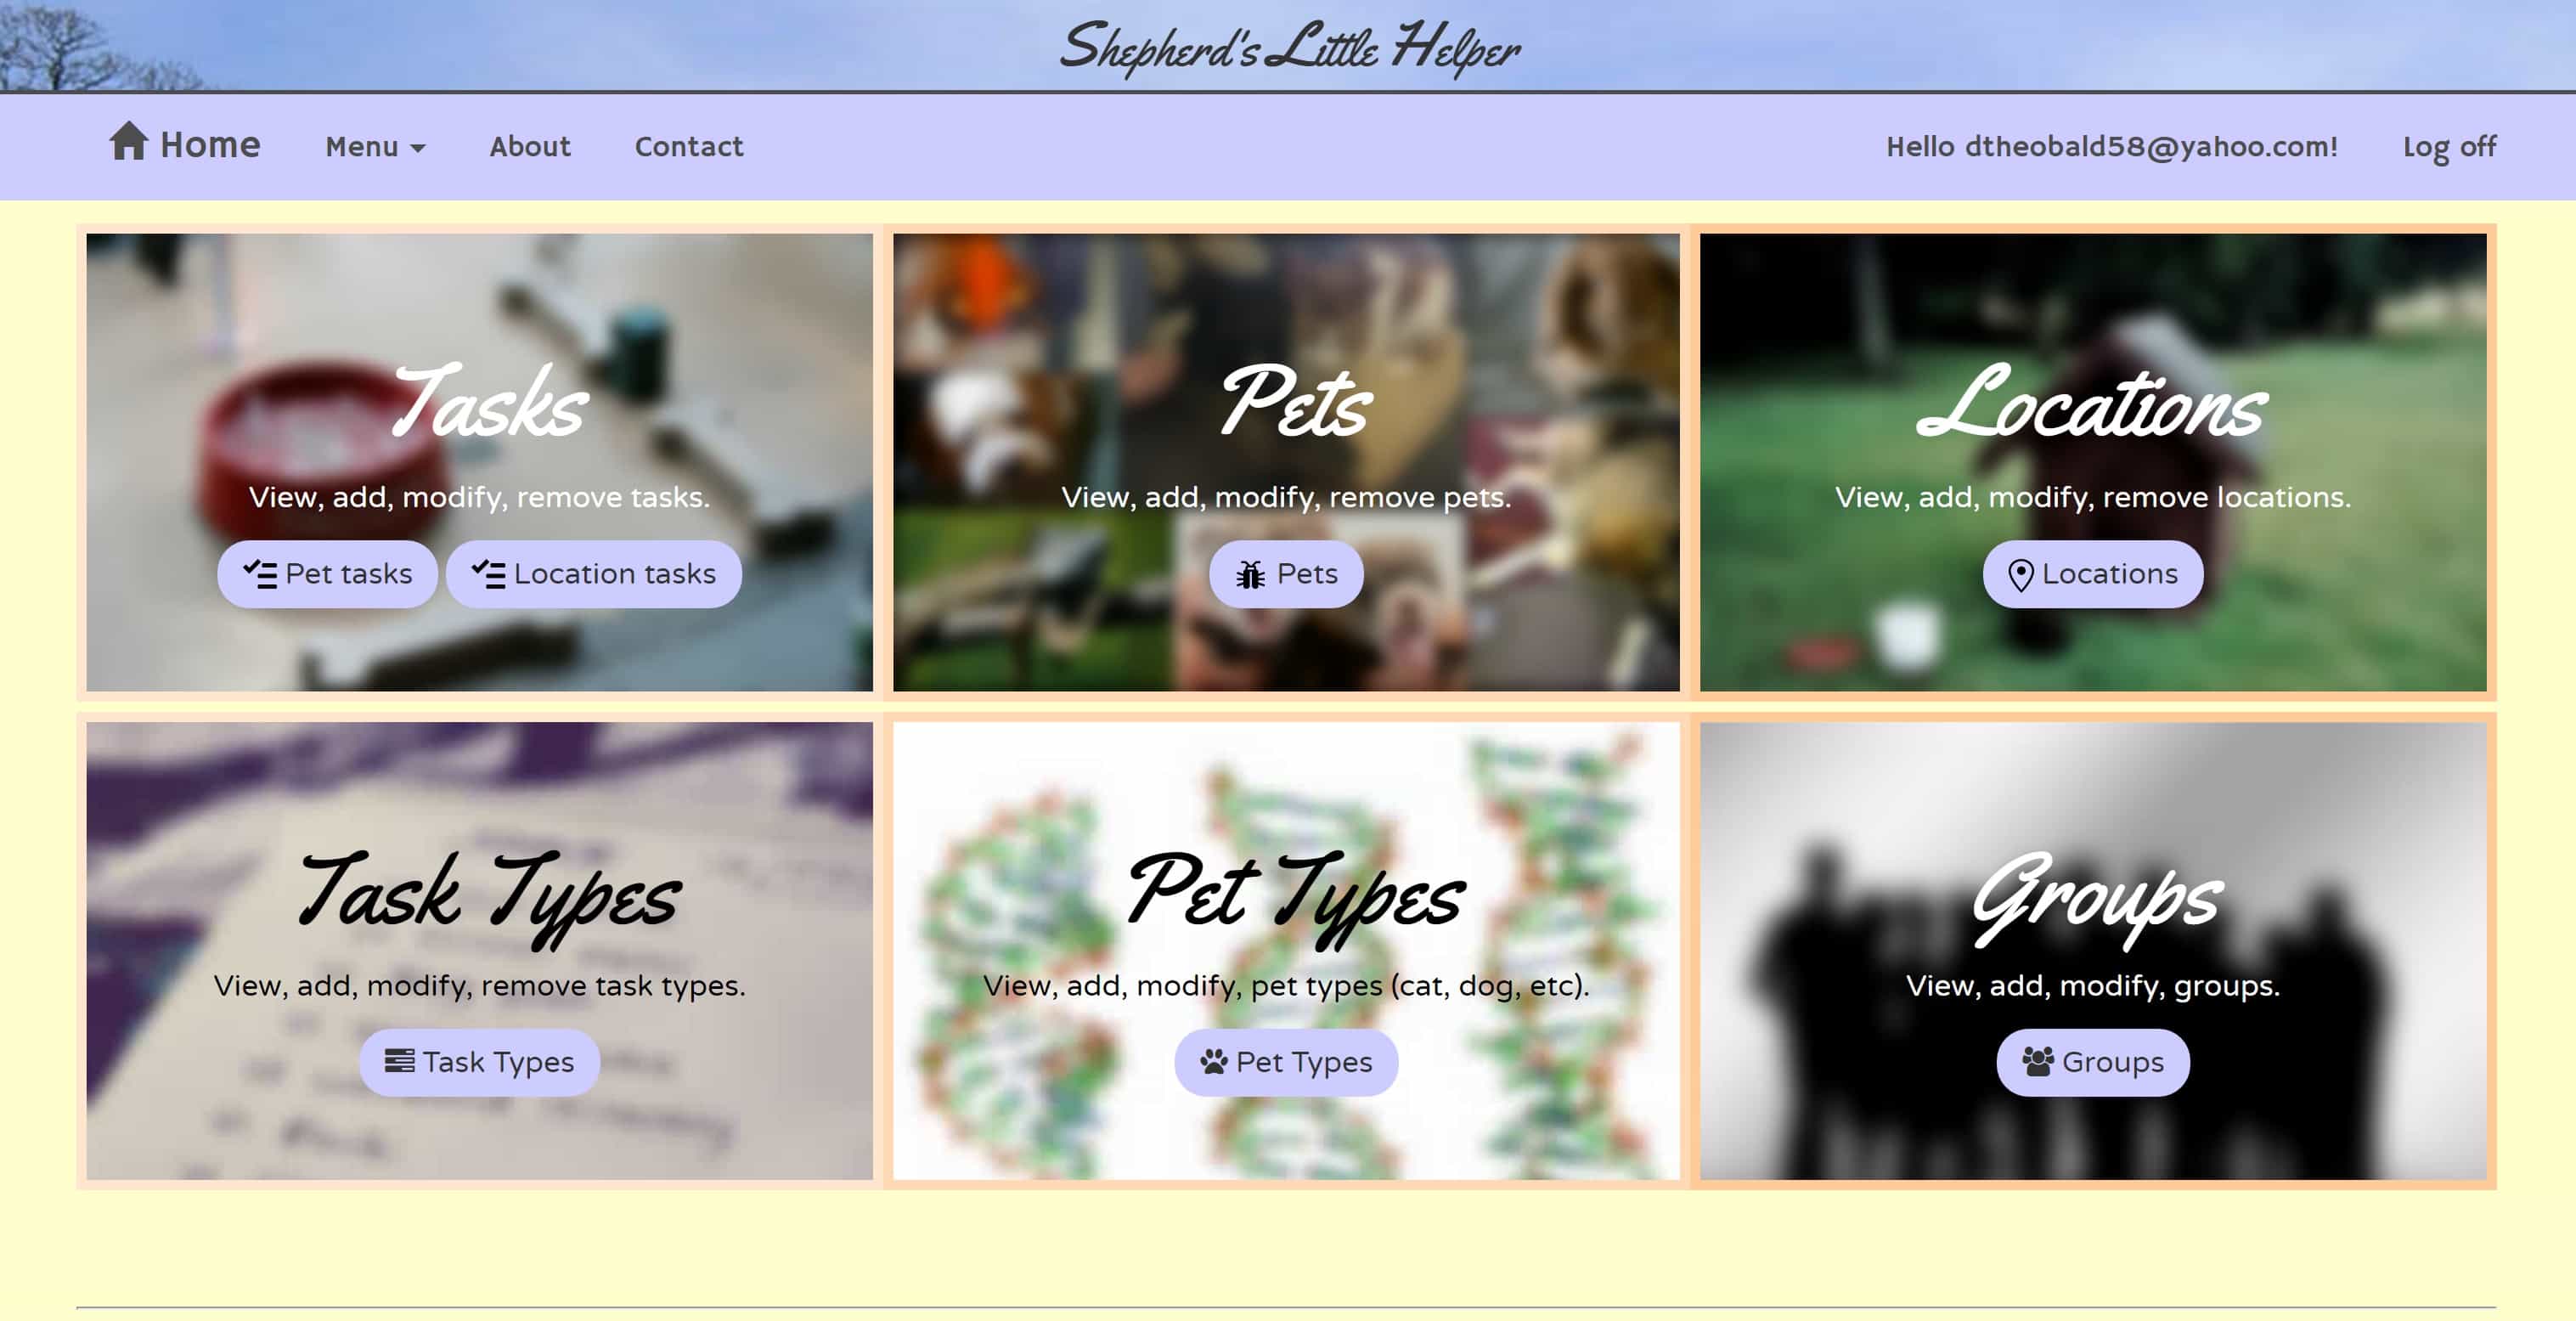 Shepherd's Little Helper
Home Menu About Contact Hello dtheobald58@yahoo.com! Log off
Tasks
View, add, modify, remove tasks.
Pet tasks Location tasks
Pets
View, add, modify, remove pets.
Pets
Locations
View, add, modify, remove locations.
Locations
Task Types
View, add, modify, remove task types.
Task Types
Pet Types
View, add, modify, pet types (cat, dog, etc).
Pet Types
Groups
View, add, modify, groups.
Groups